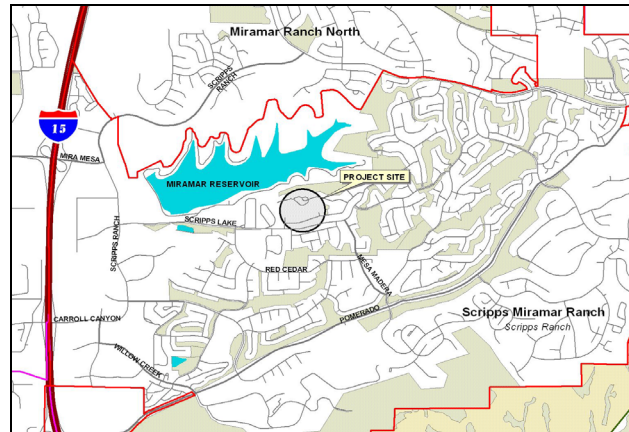 Miramar Ranch North
SCRIPPS
RANCH
15
MIRA MESA
PROJECT SITE
MIRAMAR RESERVOIR
SCRIPPS LAKE
SCRIPPS RANCH
RED CEDAR
MESA MADERA
CARROLL CANYON
POMERADO
Scripps Miramar Ranch
Scripps Ranch
WILLOW CREEK